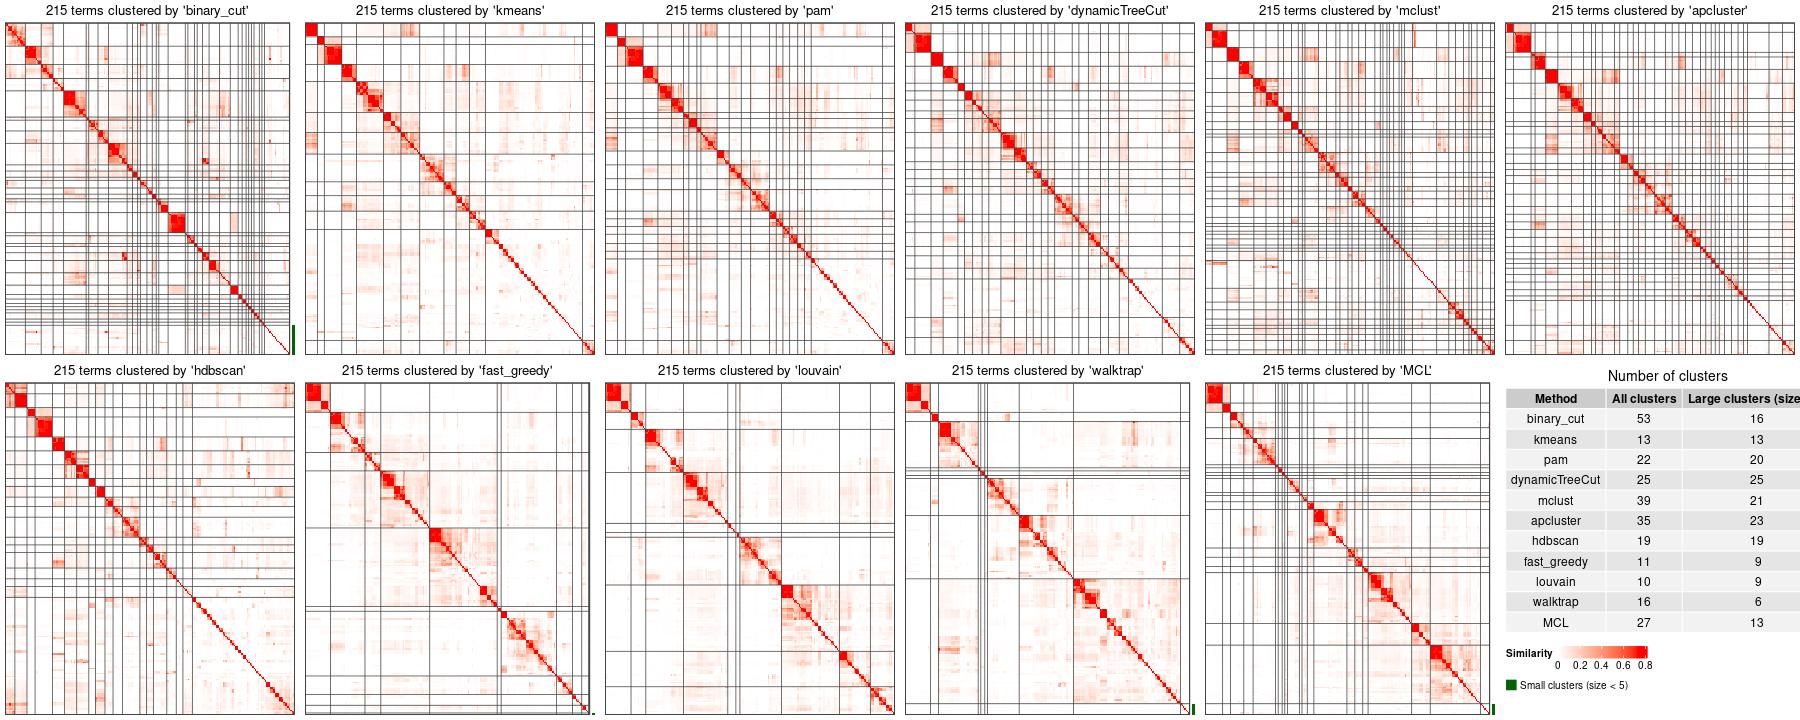 215 terms clustered by 'binary_cut'
215 terms clustered by 'kmeans'
215 terms clustered by 'pam'
215 terms clustered by 'dynamicTreeCut'
215 terms clustered by 'mclust'
215 terms clustered by 'apcluster'
215 terms clustered by 'hdbscan'
215 terms clustered by 'fast_greedy'
215 terms clustered by 'louvain'
215 terms clustered by 'walktrap'
215 terms clustered by 'MCL'
Number of clusters
Method All clusters Large clusters (size
binary_cut 53 16
kmeans 13 13
pam 22 20
dynamicTreeCut 25 25
mclust 39 21
apcluster 35 23
hdbscan 19 19
fast_greedy 11 9
louvain 10 9
walktrap 16 6
MCL 27 13
Similarity
0 0.2 0.4 0.6 0.8
Small clusters (size < 5)